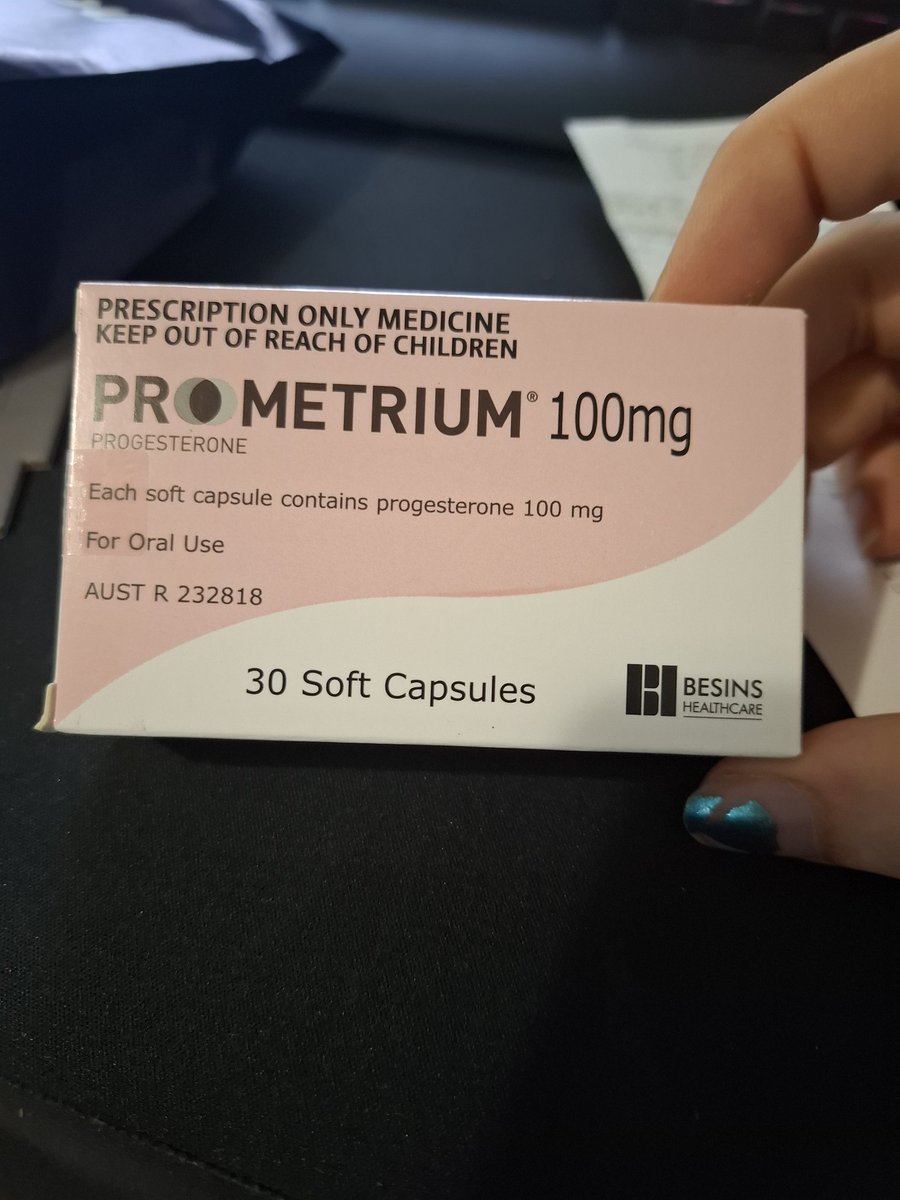 PRESCRIPTION ONLY MEDICINE
KEEP OUT OF REACH OF CHILDREN
PROMETRIUM® 100mg
PROGESTERONE
Each soft capsule contains progesterone 100 mg
For Oral Use
AUST R 232818
30 Soft Capsules
BESINS
HEALTHCARE